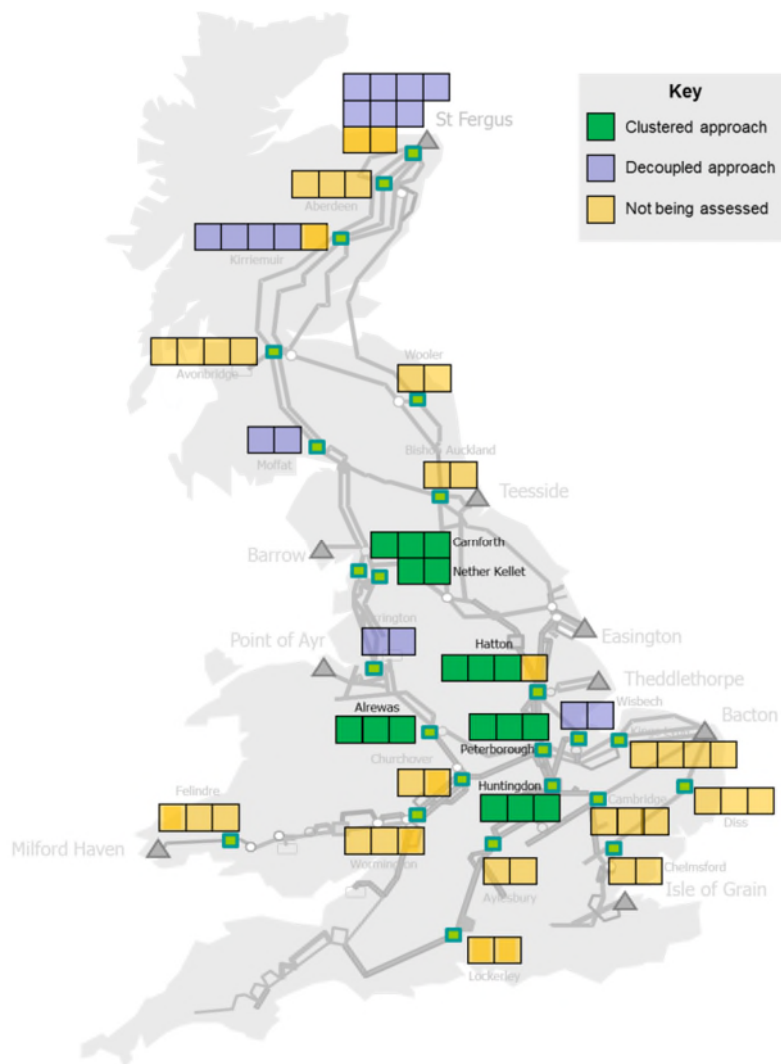 Key
Clustered approach
Decoupled approach
Not being assessed
St Fergus
Aberdeen
Kirriemuir
Avonbridge
Wooler
Moffat
Bishop Auckland
Teesside
Carnforth
Barrow
Nether Kellet
Point of Ayr
Hatton
Easington
Theddlethorpe
Wisbech
Alrewas
Bacton
Peterborough
Churchover
Huntingdon
Felindre
Cambridge
Diss
Milford Haven
Wormington
Chelmsford
Aylesbury
Isle of Grain
Lockerley